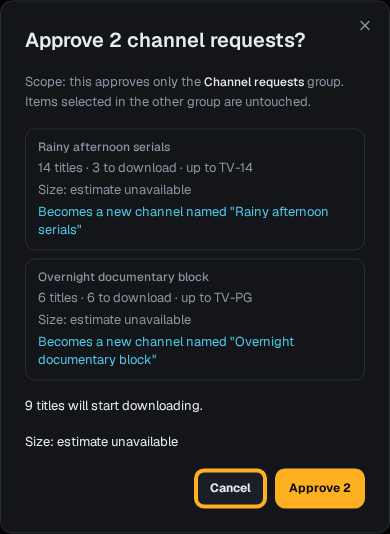 Approve 2 channel requests?
Scope: this approves only the Channel requests group.
Items selected in the other group are untouched.
Rainy afternoon serials
14 titles · 3 to download · up to TV-14
Size: estimate unavailable
Becomes a new channel named "Rainy afternoon
serials"
Overnight documentary block
6 titles · 6 to download · up to TV-PG
Size: estimate unavailable
Becomes a new channel named "Overnight
documentary block"
9 titles will start downloading.
Size: estimate unavailable
Cancel
Approve 2